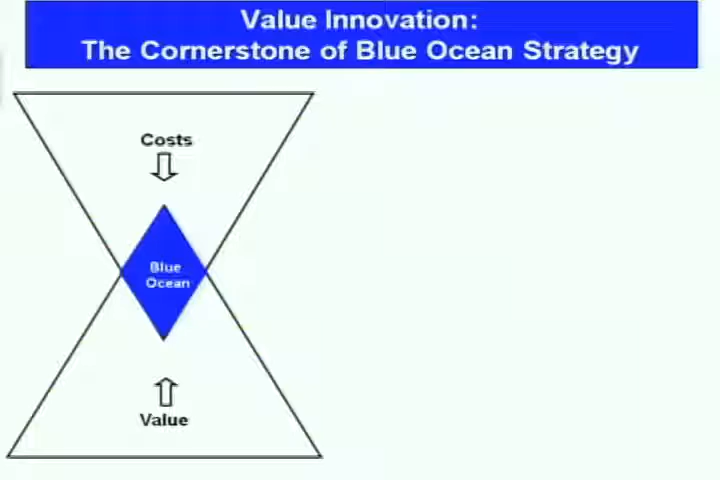 Value Innovation:
The Cornerstone of Blue Ocean Strategy
Costs
Blue
Ocean
Value